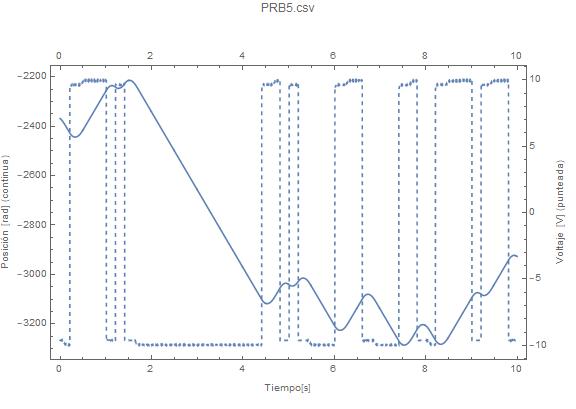 PRB5.csv
0 2 4 6 8 10
−2200
−2400
−2600
−2800
−3000
−3200
Posición [rad] (continua)
10
5
0
−5
−10
Voltaje [V] (punteada)
0 2 4 6 8 10
Tiempo[s]